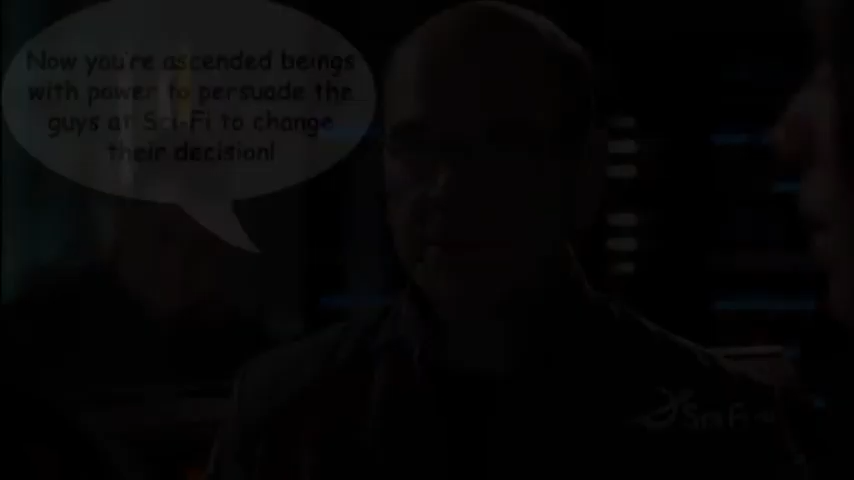 Now you're ascended beings
with power to persuade the
guys at Sci-Fi to change
their decision!
Sci Fi